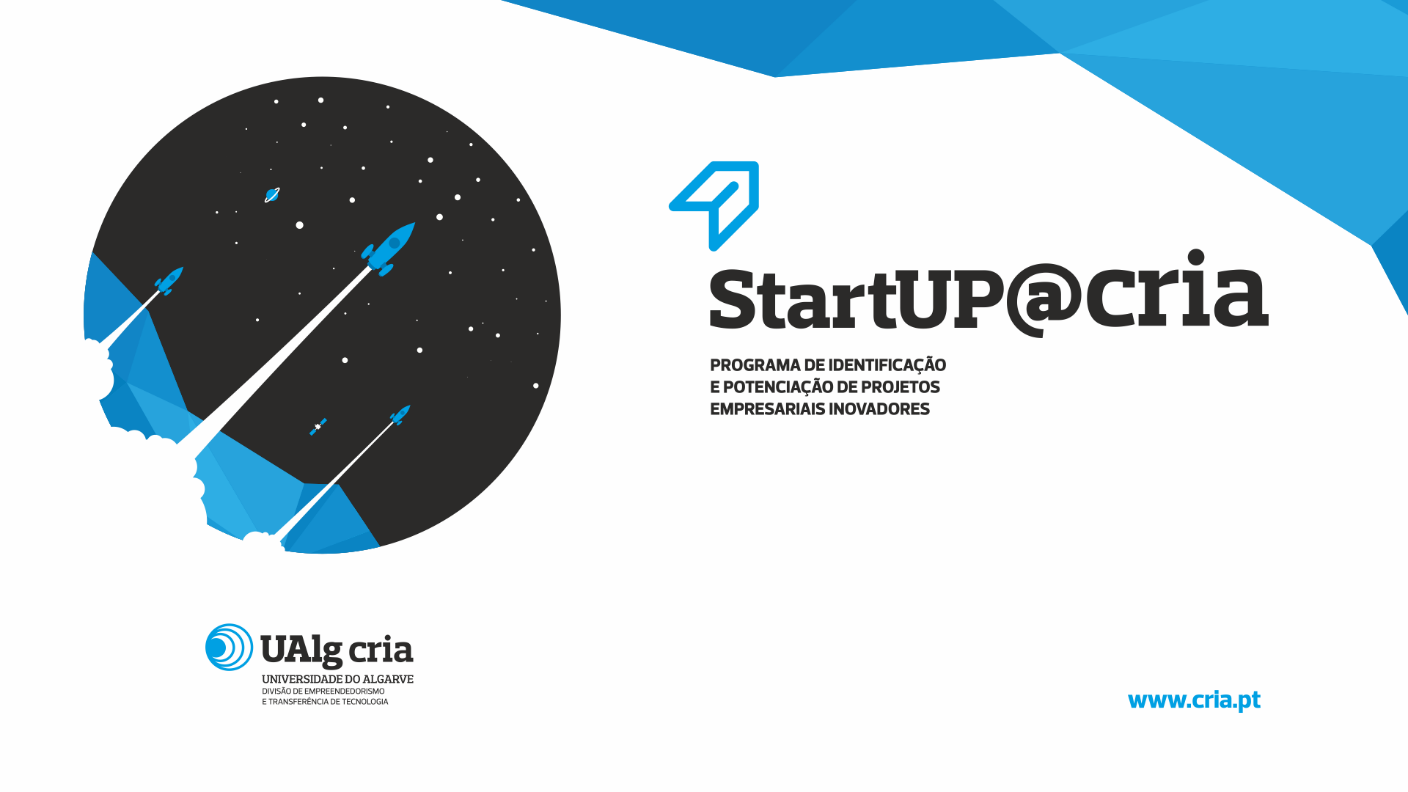 StartUP@cria
PROGRAMA DE IDENTIFICAÇÃO
E POTENCIAÇÃO DE PROJETOS
EMPRESARIAIS INOVADORES
UAlg cria
UNIVERSIDADE DO ALGARVE
DIVISÃO DE EMPREENDEDORISMO
E TRANSFERÊNCIA DE TECNOLOGIA
www.cria.pt